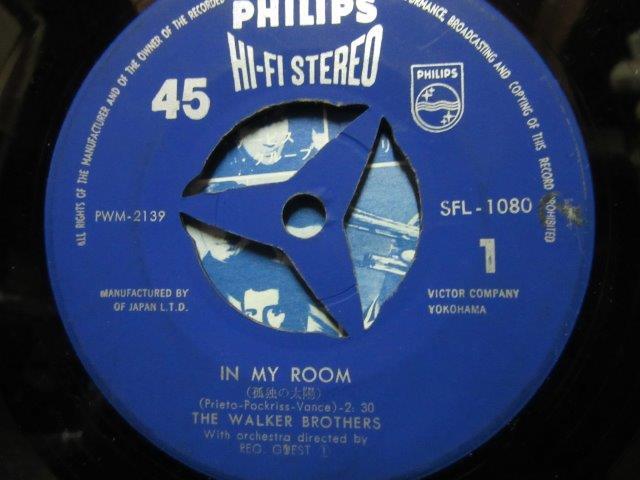 PHILIPS
HI-FI STEREO
45
PHILIPS
ALL RIGHTS OF THE MANUFACTURER AND OF THE OWNER OF THE RECORDED
PERFORMANCE, BROADCASTING AND COPYING OF THIS RECORD PROHIBITED
PWM-2139
SFL-1080
1
MANUFACTURED BY
OF JAPAN L.T.D.
VICTOR COMPANY
YOKOHAMA
IN MY ROOM
(孤独の太陽)
(Prieto-Pockriss-Vance)-2: 30
THE WALKER BROTHERS
With orchestra directed by
REG. GUEST ①